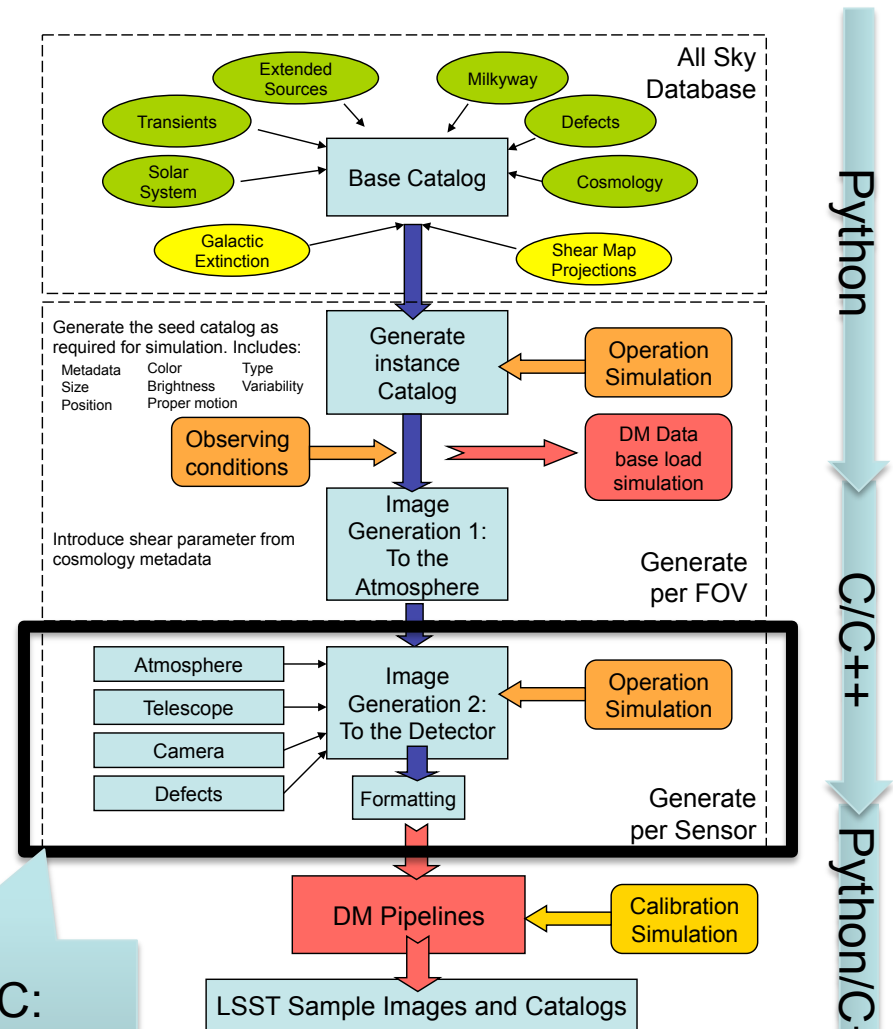 All Sky
Database
Extended
Sources
Milkyway
Transients
Defects
Solar
System
Base Catalog
Cosmology
Galactic
Extinction
Shear Map
Projections
Python
Generate the seed catalog as
required for simulation. Includes:
Metadata Color Type
Size Brightness Variability
Position Proper motion
Generate
instance
Catalog
Operation
Simulation
Observing
conditions
DM Data
base load
simulation
Introduce shear parameter from
cosmology metadata
Image
Generation 1:
To the
Atmosphere
Generate
per FOV
C/C++
Atmosphere
Telescope
Camera
Defects
Image
Generation 2:
To the Detector
Operation
Simulation
Formatting
Generate
per Sensor
DM Pipelines
Calibration
Simulation
Python/C+
C:
LSST Sample Images and Catalogs